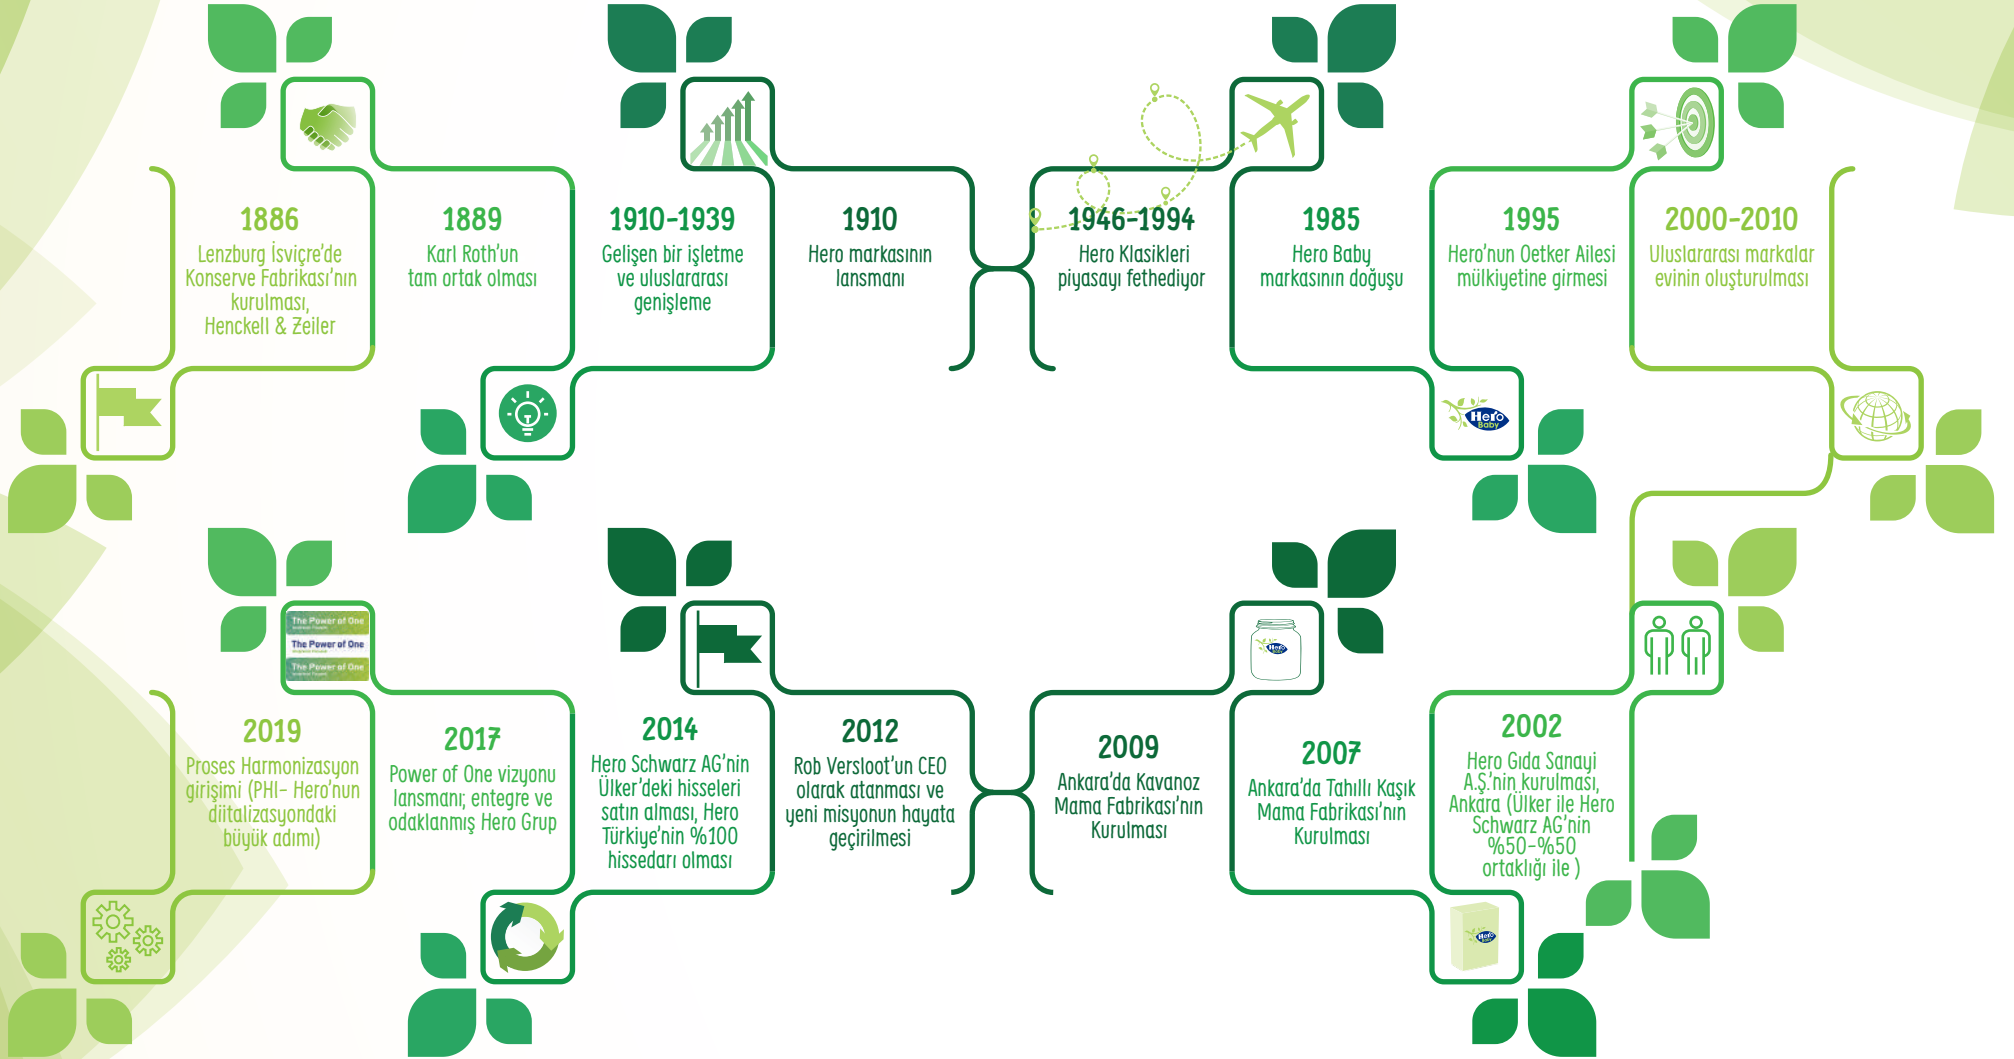 1886
Lenzburg İsviçre'de
Konserve Fabrikası'nın
kurulması,
Henckell & Zeiler
1889
Karl Roth'un
tam ortak olması
1910-1939
Gelişen bir işletme
ve uluslararası
genişleme
1910
Hero markasının
lansmanı
1946-1994
Hero Klasikleri
piyasayı fethediyor
1985
Hero Baby
markasının doğuşu
1995
Hero'nun Oetker Ailesi
mülkiyetine girmesi
2000-2010
Uluslararası markalar
evinin oluşturulması
Hero
Baby
The Power of One
The Power of One
The Power of One
Hero
Baby
2019
Proses Harmonizasyon
girişimi (PHI- Hero'nun
diitalizasyondaki
büyük adımı)
2017
Power of One vizyonu
lansmanı; entegre ve
odaklanmış Hero Grup
2014
Hero Schwarz AG'nin
Ülker'deki hisseleri
satın alması, Hero
Türkiye'nin %100
hissedarı olması
2012
Rob Versloot'un CEO
olarak atanması ve
yeni misyonun hayata
geçirilmesi
2009
Ankara'da Kavanoz
Mama Fabrikası'nın
Kurulması
2007
Ankara'da Tahıllı Kaşık
Mama Fabrikası'nın
Kurulması
2002
Hero Gıda Sanayi
A.Ş.'nin kurulması,
Ankara (Ülker ile Hero
Schwarz AG'nin
%50-%50
ortaklığı ile )
Hero
Baby